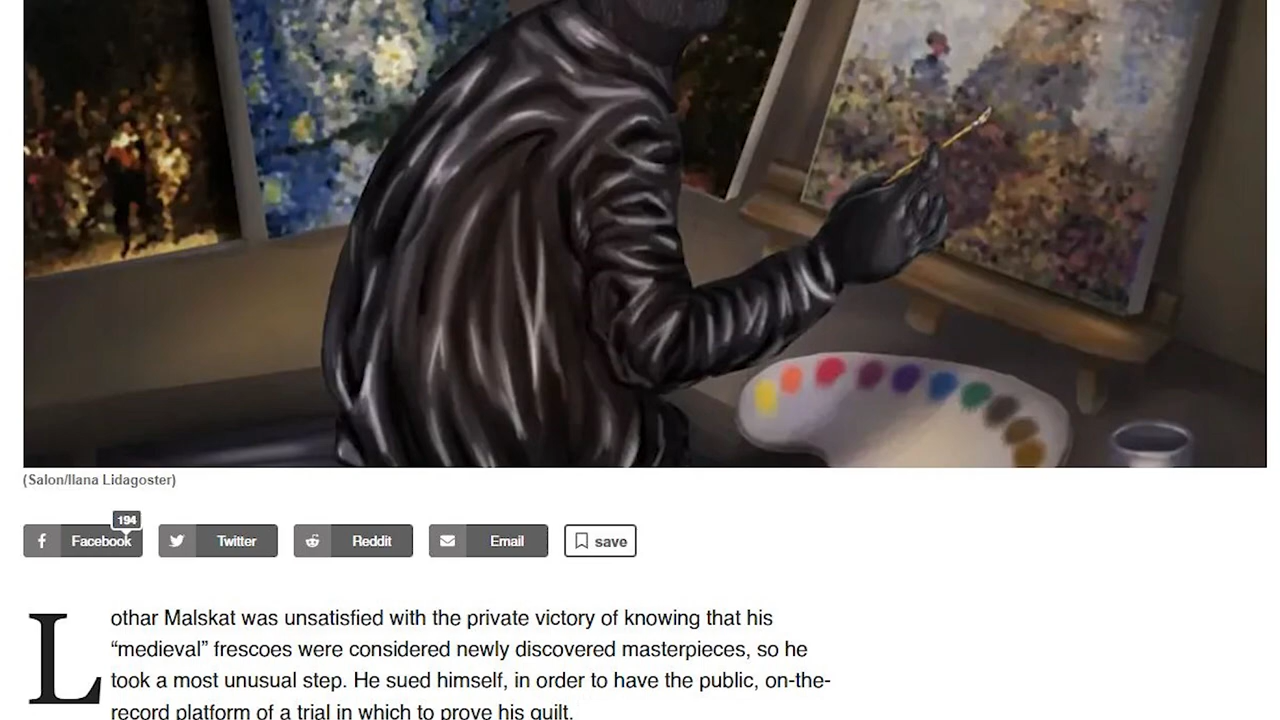 (Salon/Ilana Lidagoster)
194
Facebook Twitter Reddit Email save
Lothar Malskat was unsatisfied with the private victory of knowing that his
“medieval” frescoes were considered newly discovered masterpieces, so he
took a most unusual step. He sued himself, in order to have the public, on-the-
record platform of a trial in which to prove his guilt.